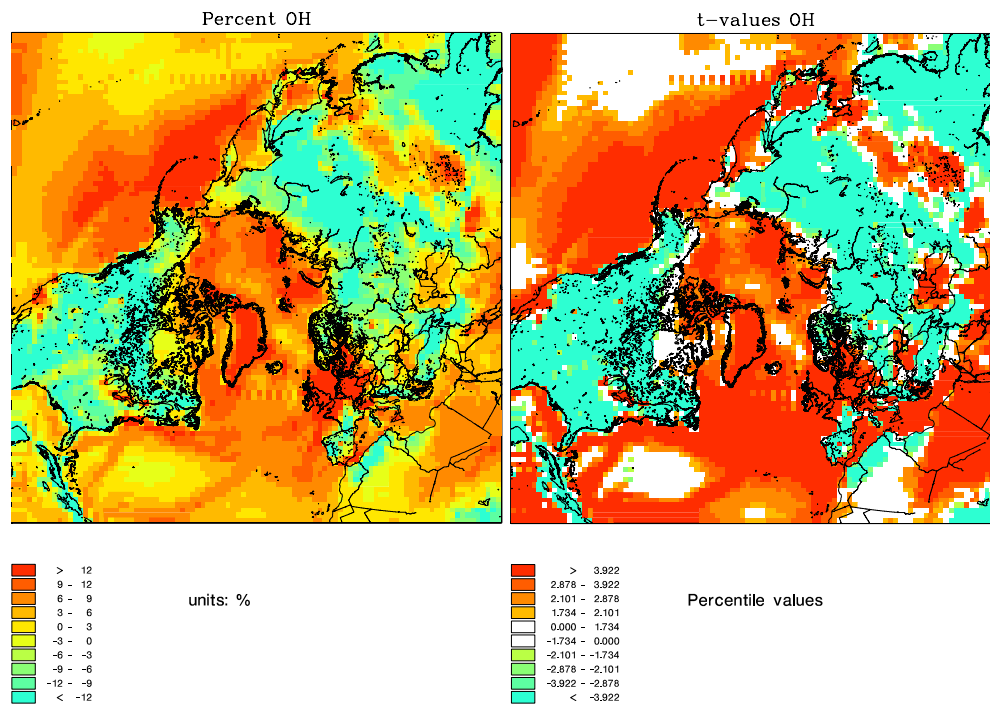 Percent OH
t-values OH
> 12
9 - 12
6 - 9
3 - 6
0 - 3
-3 - 0
-6 - -3
-9 - -6
-12 - -9
< -12
units: %
> 3.922
2.878 - 3.922
2.101 - 2.878
1.734 - 2.101
0.000 - 1.734
-1.734 - 0.000
-2.101 - -1.734
-2.878 - -2.101
-3.922 - -2.878
< -3.922
Percentile values